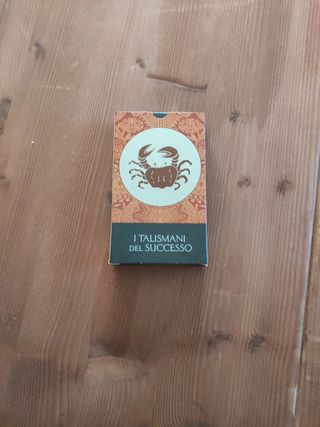 I TALISMANI
DEL SUCCESSO